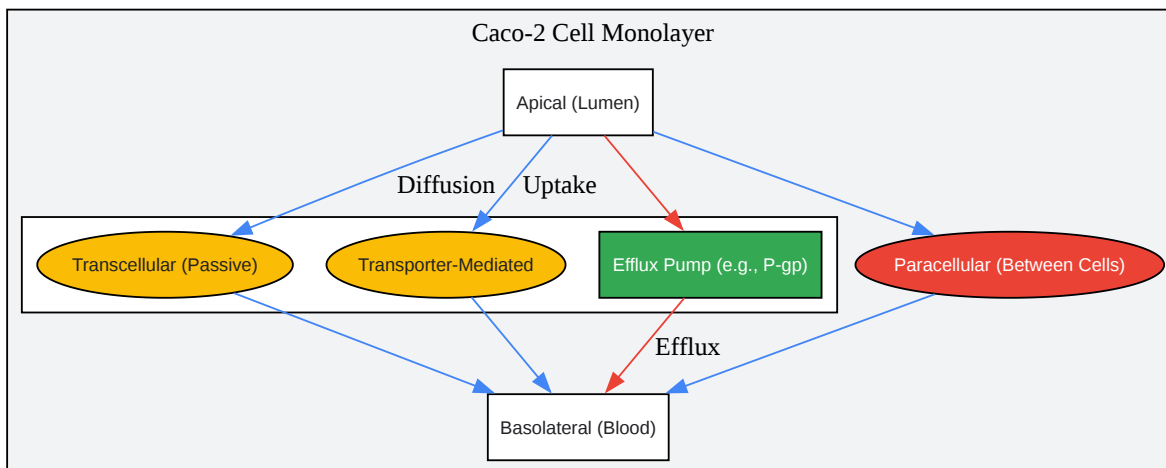 Caco-2 Cell Monolayer
Apical (Lumen)
Diffusion
Uptake
Transcellular (Passive)
Transporter-Mediated
Efflux Pump (e.g., P-gp)
Paracellular (Between Cells)
Efflux
Basolateral (Blood)